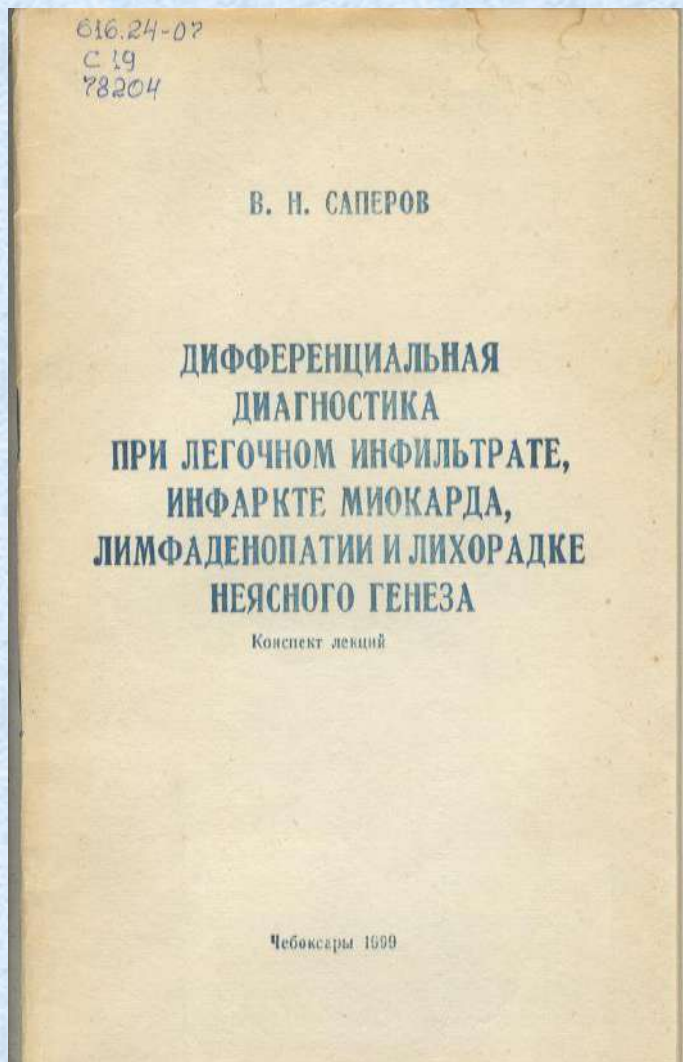 616.24-07
С 19
78204
В. Н. САПЕРОВ
ДИФФЕРЕНЦИАЛЬНАЯ
ДИАГНОСТИКА
ПРИ ЛЕГОЧНОМ ИНФИЛЬТРАТЕ,
ИНФАРКТЕ МИОКАРДА,
ЛИМФАДЕНОПАТИИ И ЛИХОРАДКЕ
НЕЯСНОГО ГЕНЕЗА
Конспект лекций
Чебоксары 1999